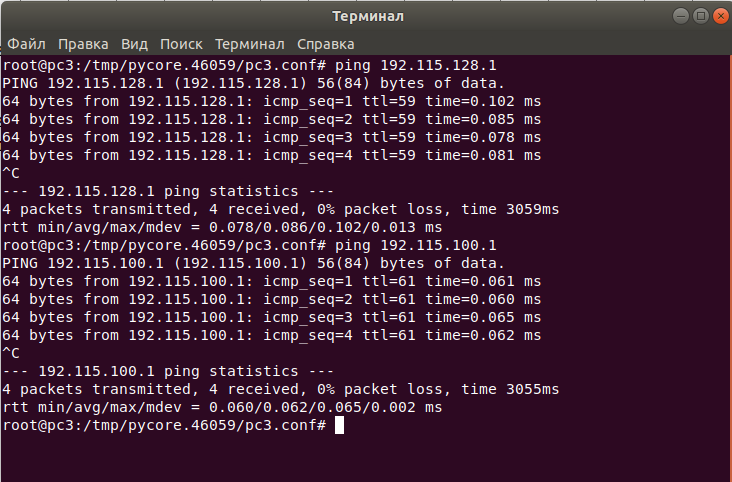 Терминал
Файл Правка Вид Поиск Терминал Справка
root@pc3:/tmp/pycore.46059/pc3.conf# ping 192.115.128.1
PING 192.115.128.1 (192.115.128.1) 56(84) bytes of data.
64 bytes from 192.115.128.1: icmp_seq=1 ttl=59 time=0.102 ms
64 bytes from 192.115.128.1: icmp_seq=2 ttl=59 time=0.085 ms
64 bytes from 192.115.128.1: icmp_seq=3 ttl=59 time=0.078 ms
64 bytes from 192.115.128.1: icmp_seq=4 ttl=59 time=0.081 ms
^C
--- 192.115.128.1 ping statistics ---
4 packets transmitted, 4 received, 0% packet loss, time 3059ms
rtt min/avg/max/mdev = 0.078/0.086/0.102/0.013 ms
root@pc3:/tmp/pycore.46059/pc3.conf# ping 192.115.100.1
PING 192.115.100.1 (192.115.100.1) 56(84) bytes of data.
64 bytes from 192.115.100.1: icmp_seq=1 ttl=61 time=0.061 ms
64 bytes from 192.115.100.1: icmp_seq=2 ttl=61 time=0.060 ms
64 bytes from 192.115.100.1: icmp_seq=3 ttl=61 time=0.065 ms
64 bytes from 192.115.100.1: icmp_seq=4 ttl=61 time=0.062 ms
^C
--- 192.115.100.1 ping statistics ---
4 packets transmitted, 4 received, 0% packet loss, time 3055ms
rtt min/avg/max/mdev = 0.060/0.062/0.065/0.002 ms
root@pc3:/tmp/pycore.46059/pc3.conf#